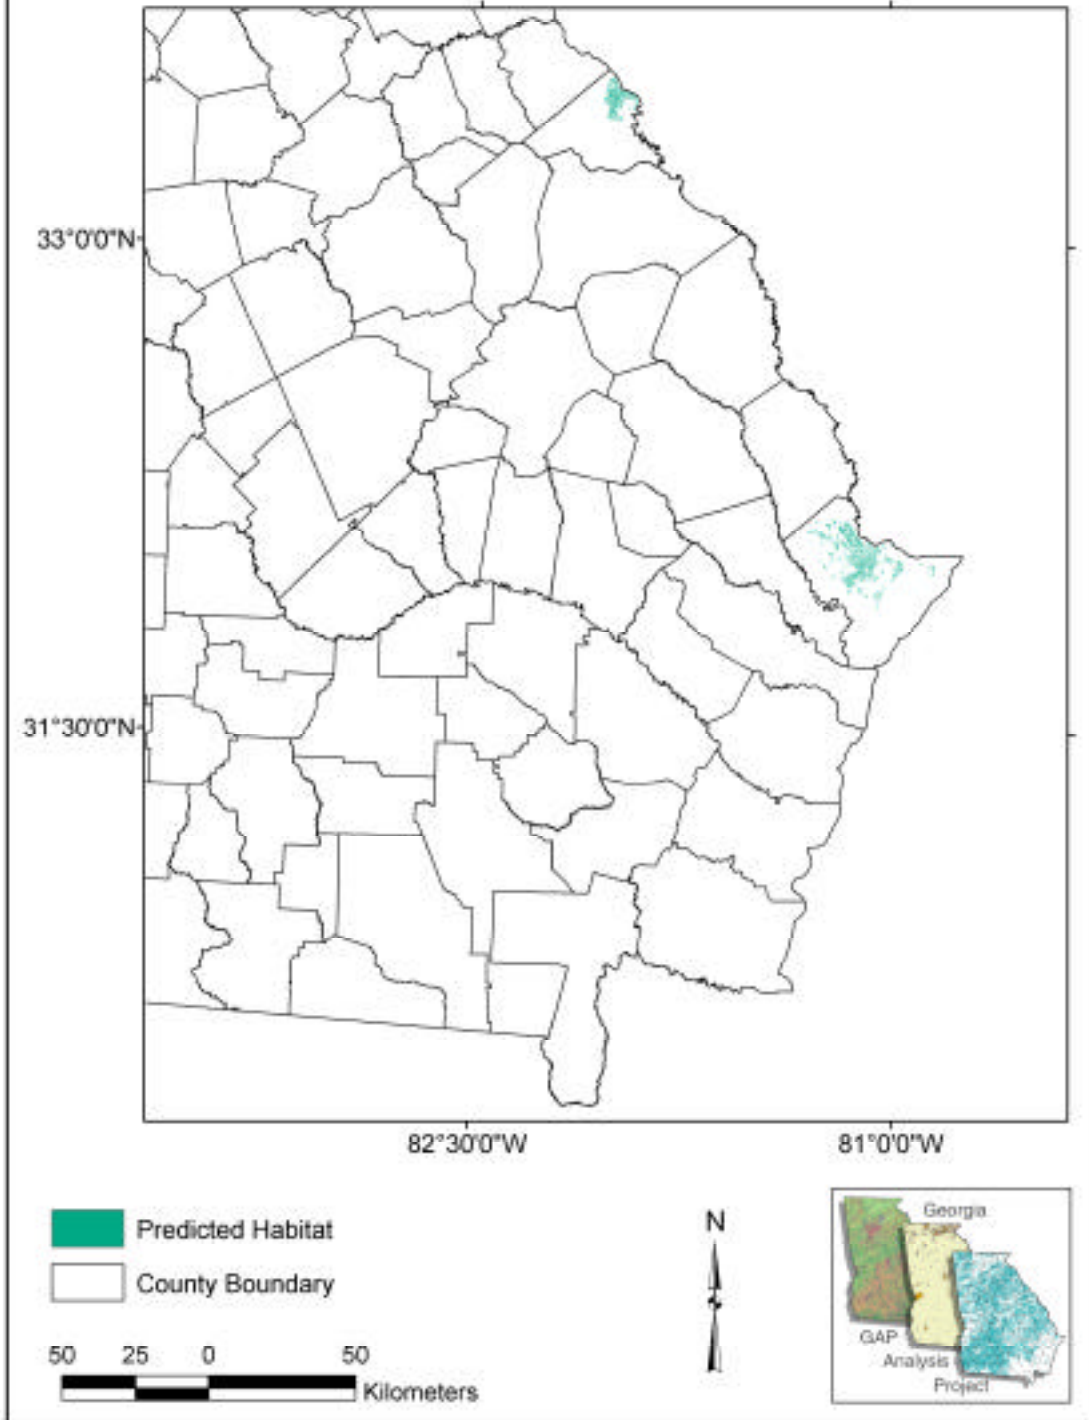 33°0'0"N
31°30'0"N
82°30'0"W
81°0'0"W
Predicted Habitat
County Boundary
50 25 0 50
Kilometers
N
Georgia
GAP
Analysis
Project